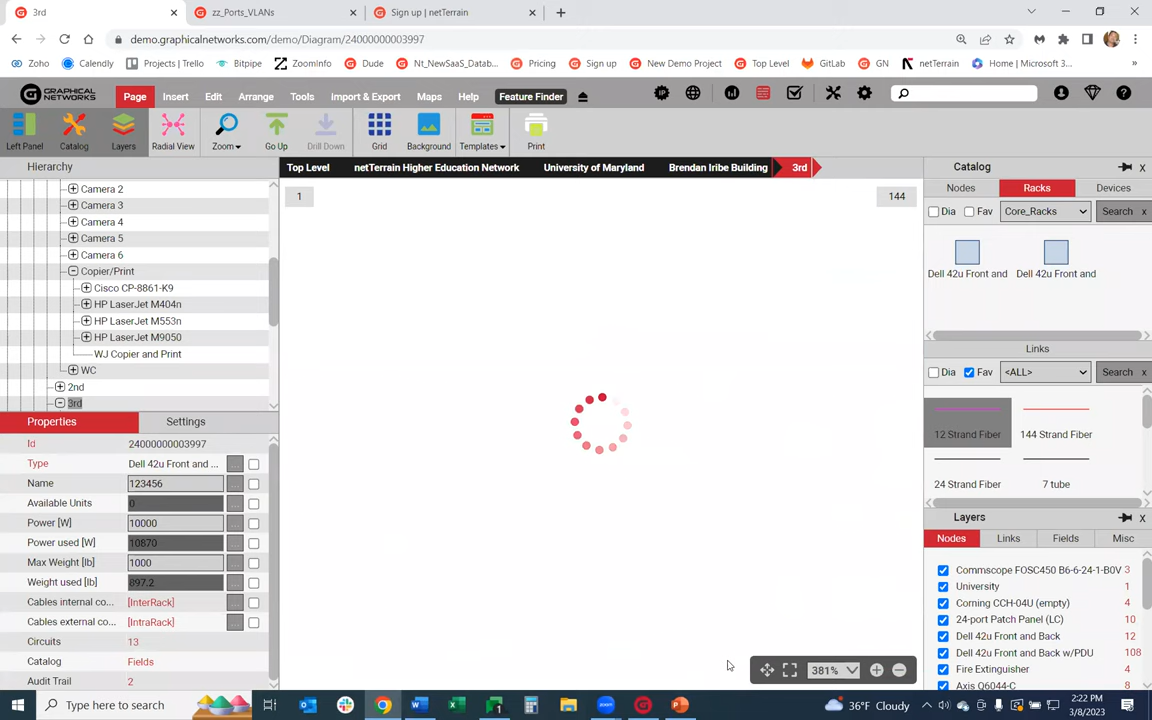 3rd
zz_Ports_VLANs
Sign up | netTerrain
demo.graphicalnetworks.com/demo/Diagram/24000000003997
Zoho
Calendly
Projects | Trello
Bitpipe
ZoomInfo
Dude
Nt_NewSaaS_Datab...
Pricing
Sign up
New Demo Project
Top Level
GitLab
GN
netTerrain
Home | Microsoft 3...
GRAPHICAL NETWORKS
Page
Insert
Edit
Arrange
Tools
Import & Export
Maps
Help
Feature Finder
Left Panel
Catalog
Layers
Radial View
Zoom
Go Up
Drill Down
Grid
Background
Templates
Print
Hierarchy
Top Level
netTerrain Higher Education Network
University of Maryland
Brendan Iribe Building
3rd
1
144
Camera 2
Camera 3
Camera 4
Camera 5
Camera 6
Copier/Print
Cisco CP-8861-K9
HP LaserJet M404n
HP LaserJet M553n
HP LaserJet M9050
WJ Copier and Print
WC
2nd
3rd
Properties
Settings
Id 24000000003997
Type Dell 42u Front and ... ...
Name 123456 ...
Available Units 0 ...
Power [W] 10000 ...
Power used [W] 10870 ...
Max Weight [lb] 1000 ...
Weight used [lb] 897.2 ...
Cables internal co... [InterRack] ...
Cables external co... [IntraRack] ...
Circuits 13
Catalog Fields
Audit Trail 2
381%
Catalog X
Nodes
Racks
Devices
Dia
Fav
Core_Racks
Search x
Dell 42u Front and
Dell 42u Front and
Links
Dia
Fav
<ALL>
Search x
12 Strand Fiber
144 Strand Fiber
24 Strand Fiber
7 tube
Layers X
Nodes
Links
Fields
Misc
Commscope FOSC450 B6-6-24-1-B0V 3
University 1
Corning CCH-04U (empty) 4
24-port Patch Panel (LC) 10
Dell 42u Front and Back 12
Dell 42u Front and Back w/PDU 108
Fire Extinguisher 4
Axis Q6044-C 8
Type here to search
36°F Cloudy
2:22 PM
3/8/2023